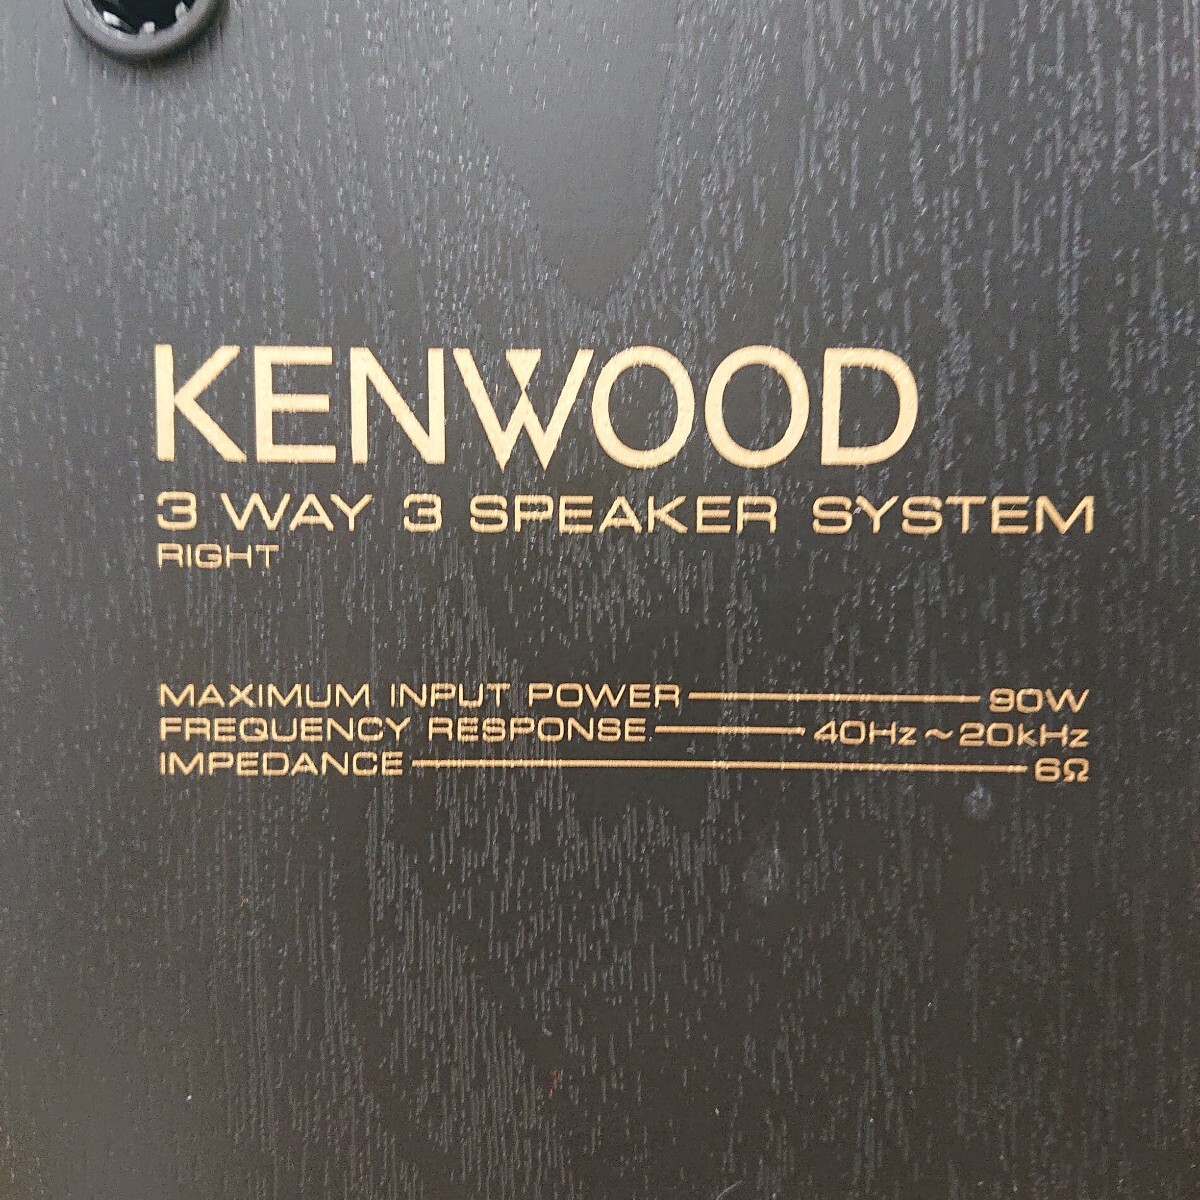 KENWOOD
3 WAY 3 SPEAKER SYSTEM
RIGHT
MAXIMUM INPUT POWER 90W
FREQUENCY RESPONSE 40Hz~20kHz
IMPEDANCE 6Ω